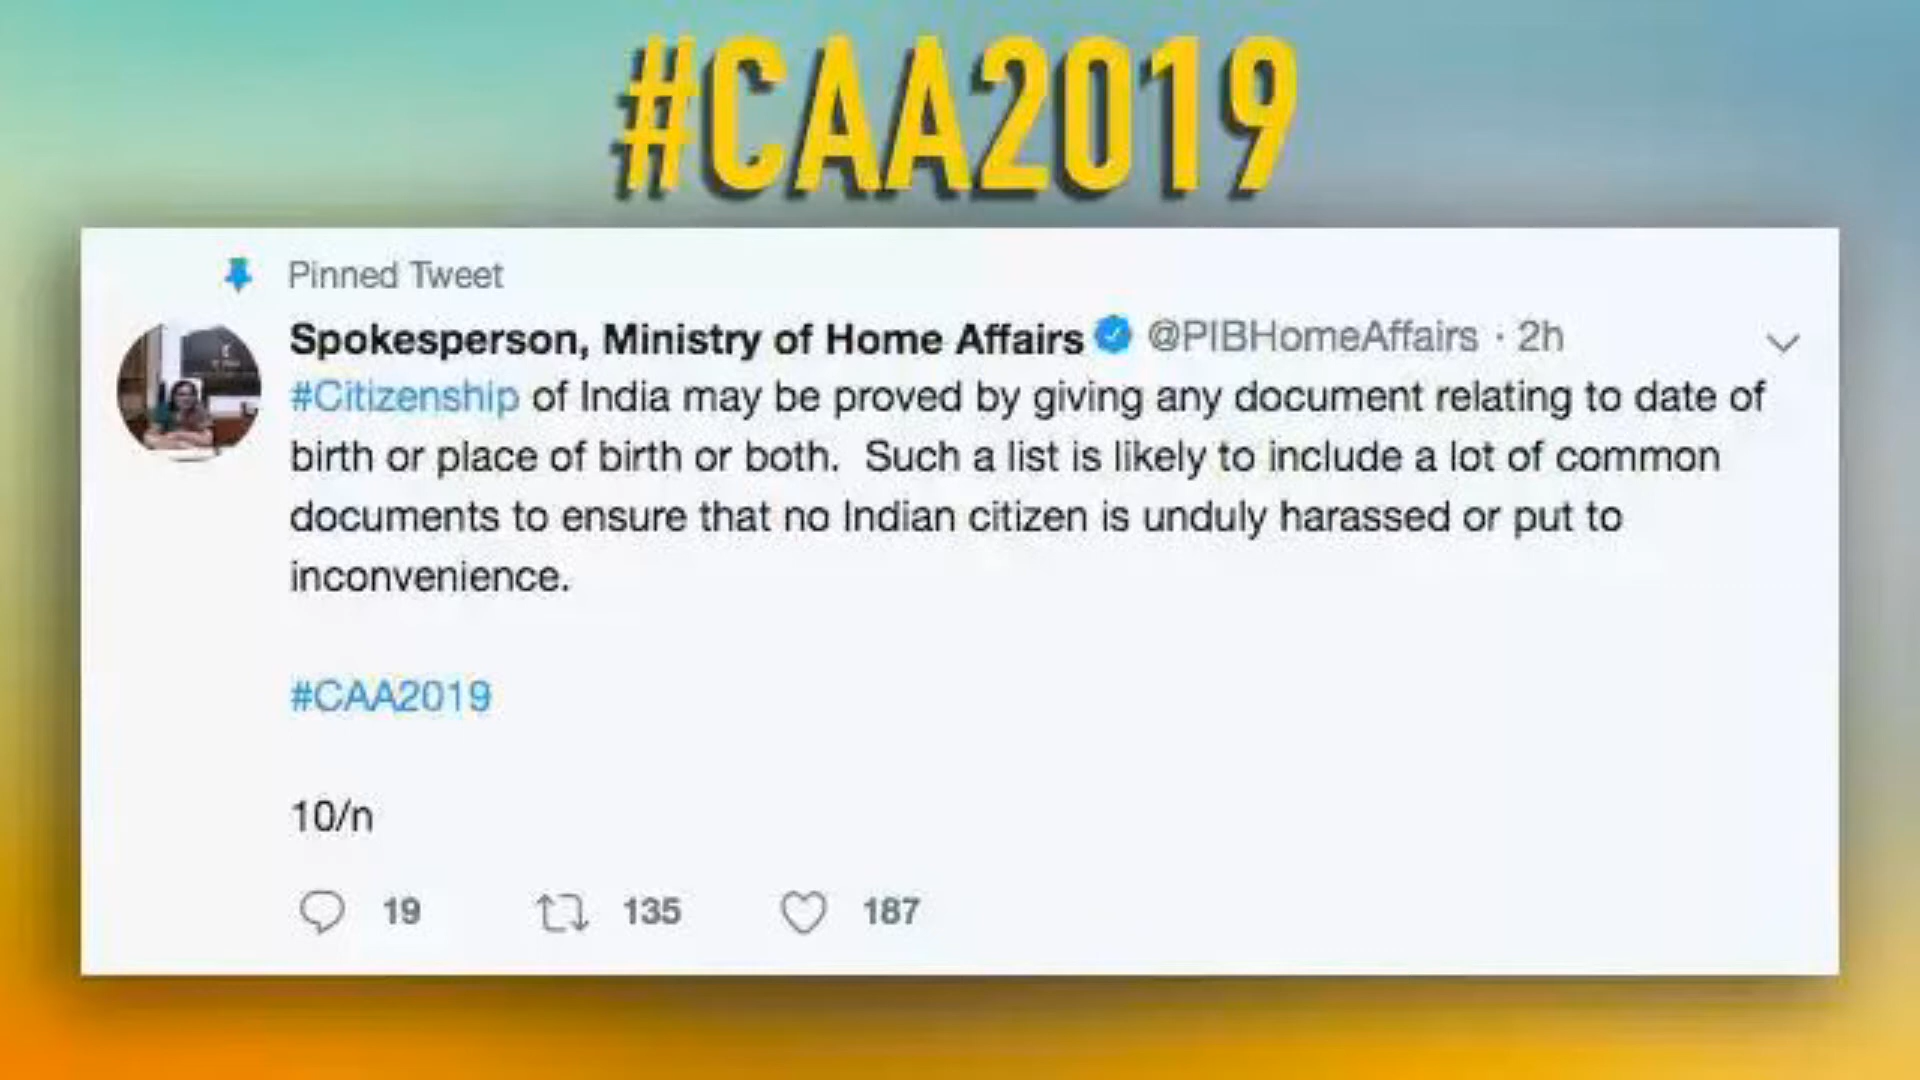 #CAA2019
Pinned Tweet
Spokesperson, Ministry of Home Affairs @PIBHomeAffairs · 2h
#Citizenship of India may be proved by giving any document relating to date of
birth or place of birth or both.  Such a list is likely to include a lot of common
documents to ensure that no Indian citizen is unduly harassed or put to
inconvenience.
#CAA2019
10/n
19 135 187